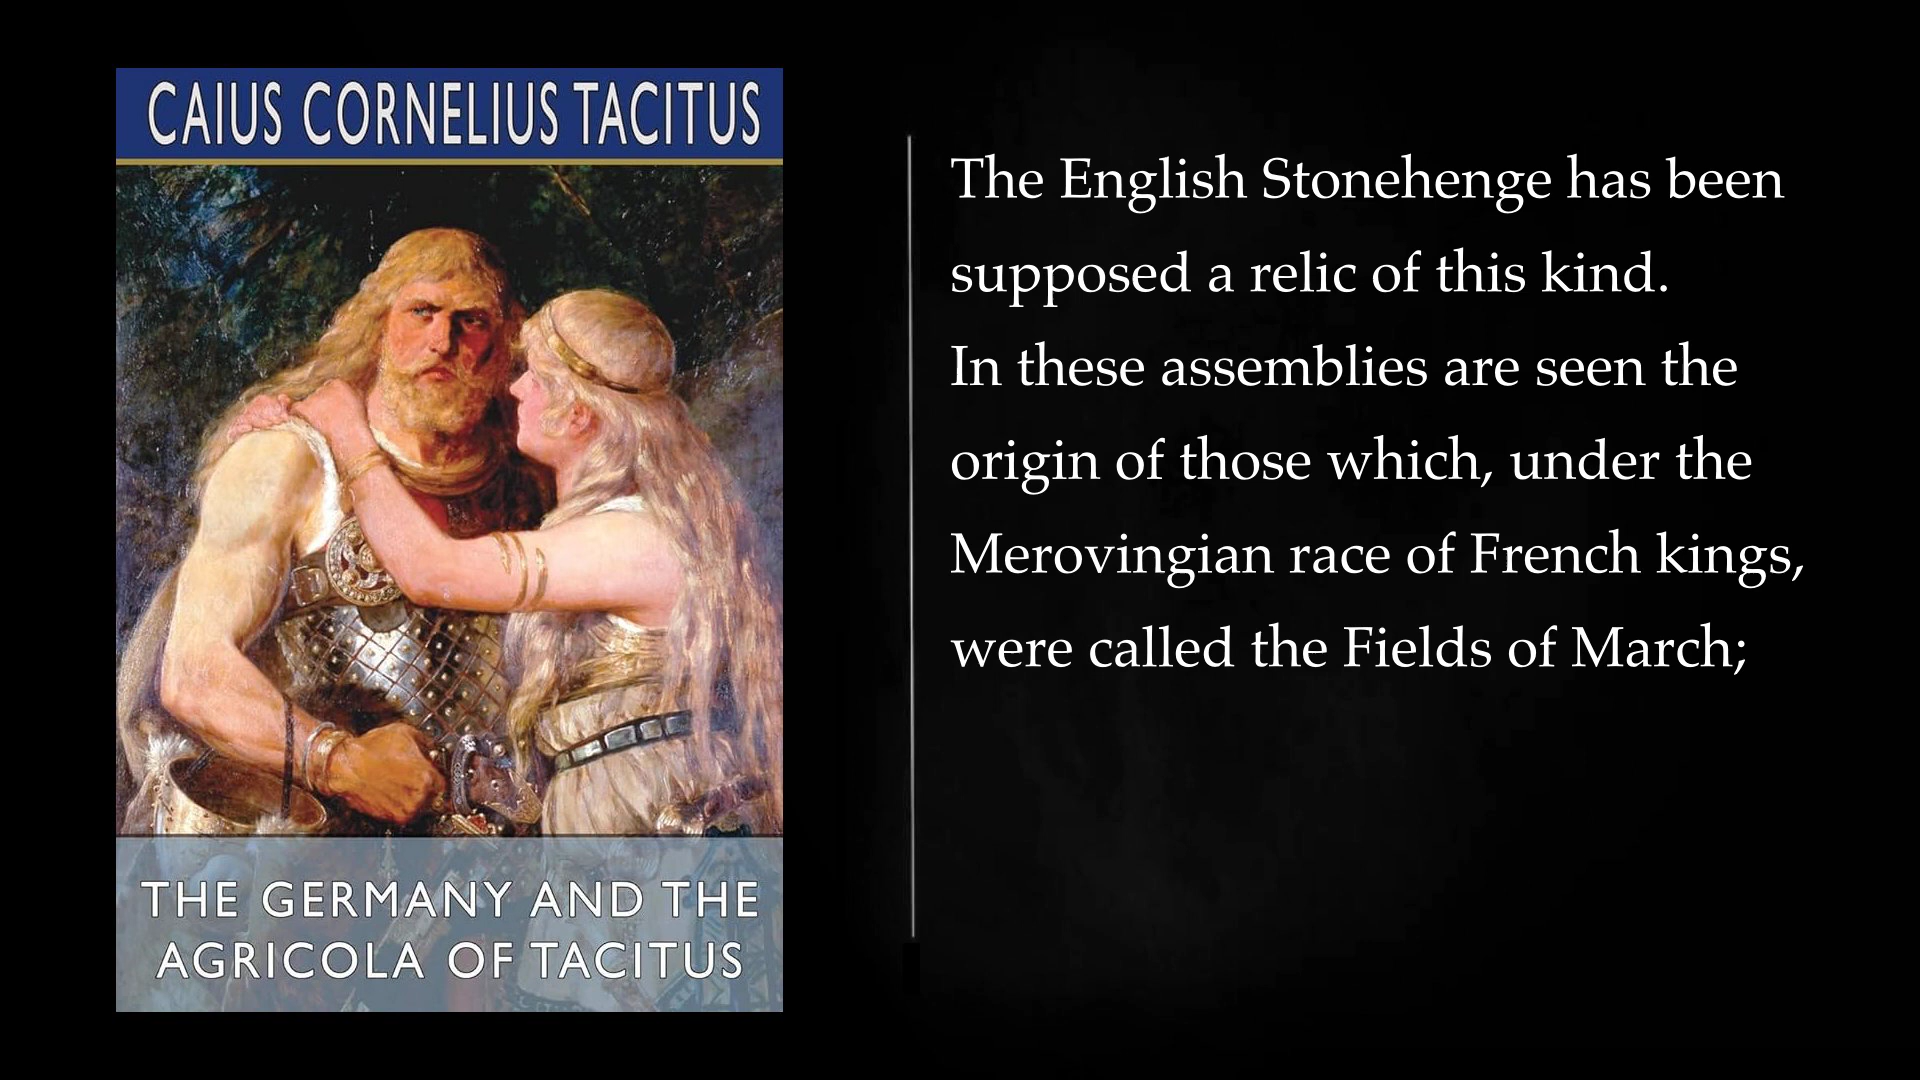 CAIUS CORNELIUS TACITUS
THE GERMANY AND THE
AGRICOLA OF TACITUS
The English Stonehenge has been
supposed a relic of this kind.
In these assemblies are seen the
origin of those which, under the
Merovingian race of French kings,
were called the Fields of March;